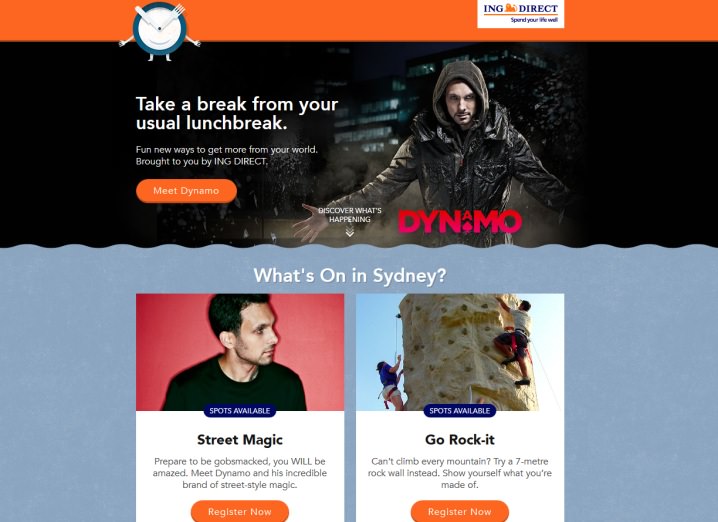 ING DIRECT
Spend your life well
Take a break from your
usual lunchbreak.
Fun new ways to get more from your world.
Brought to you by ING DIRECT.
Meet Dynamo
DISCOVER WHAT'S
HAPPENING
DYNAMO
What's On in Sydney?
SPOTS AVAILABLE
Street Magic
Prepare to be gobsmacked, you WILL be
amazed. Meet Dynamo and his incredible
brand of street-style magic.
Register Now
SPOTS AVAILABLE
Go Rock-it
Can't climb every mountain? Try a 7-metre
rock wall instead. Show yourself what you're
made of.
Register Now